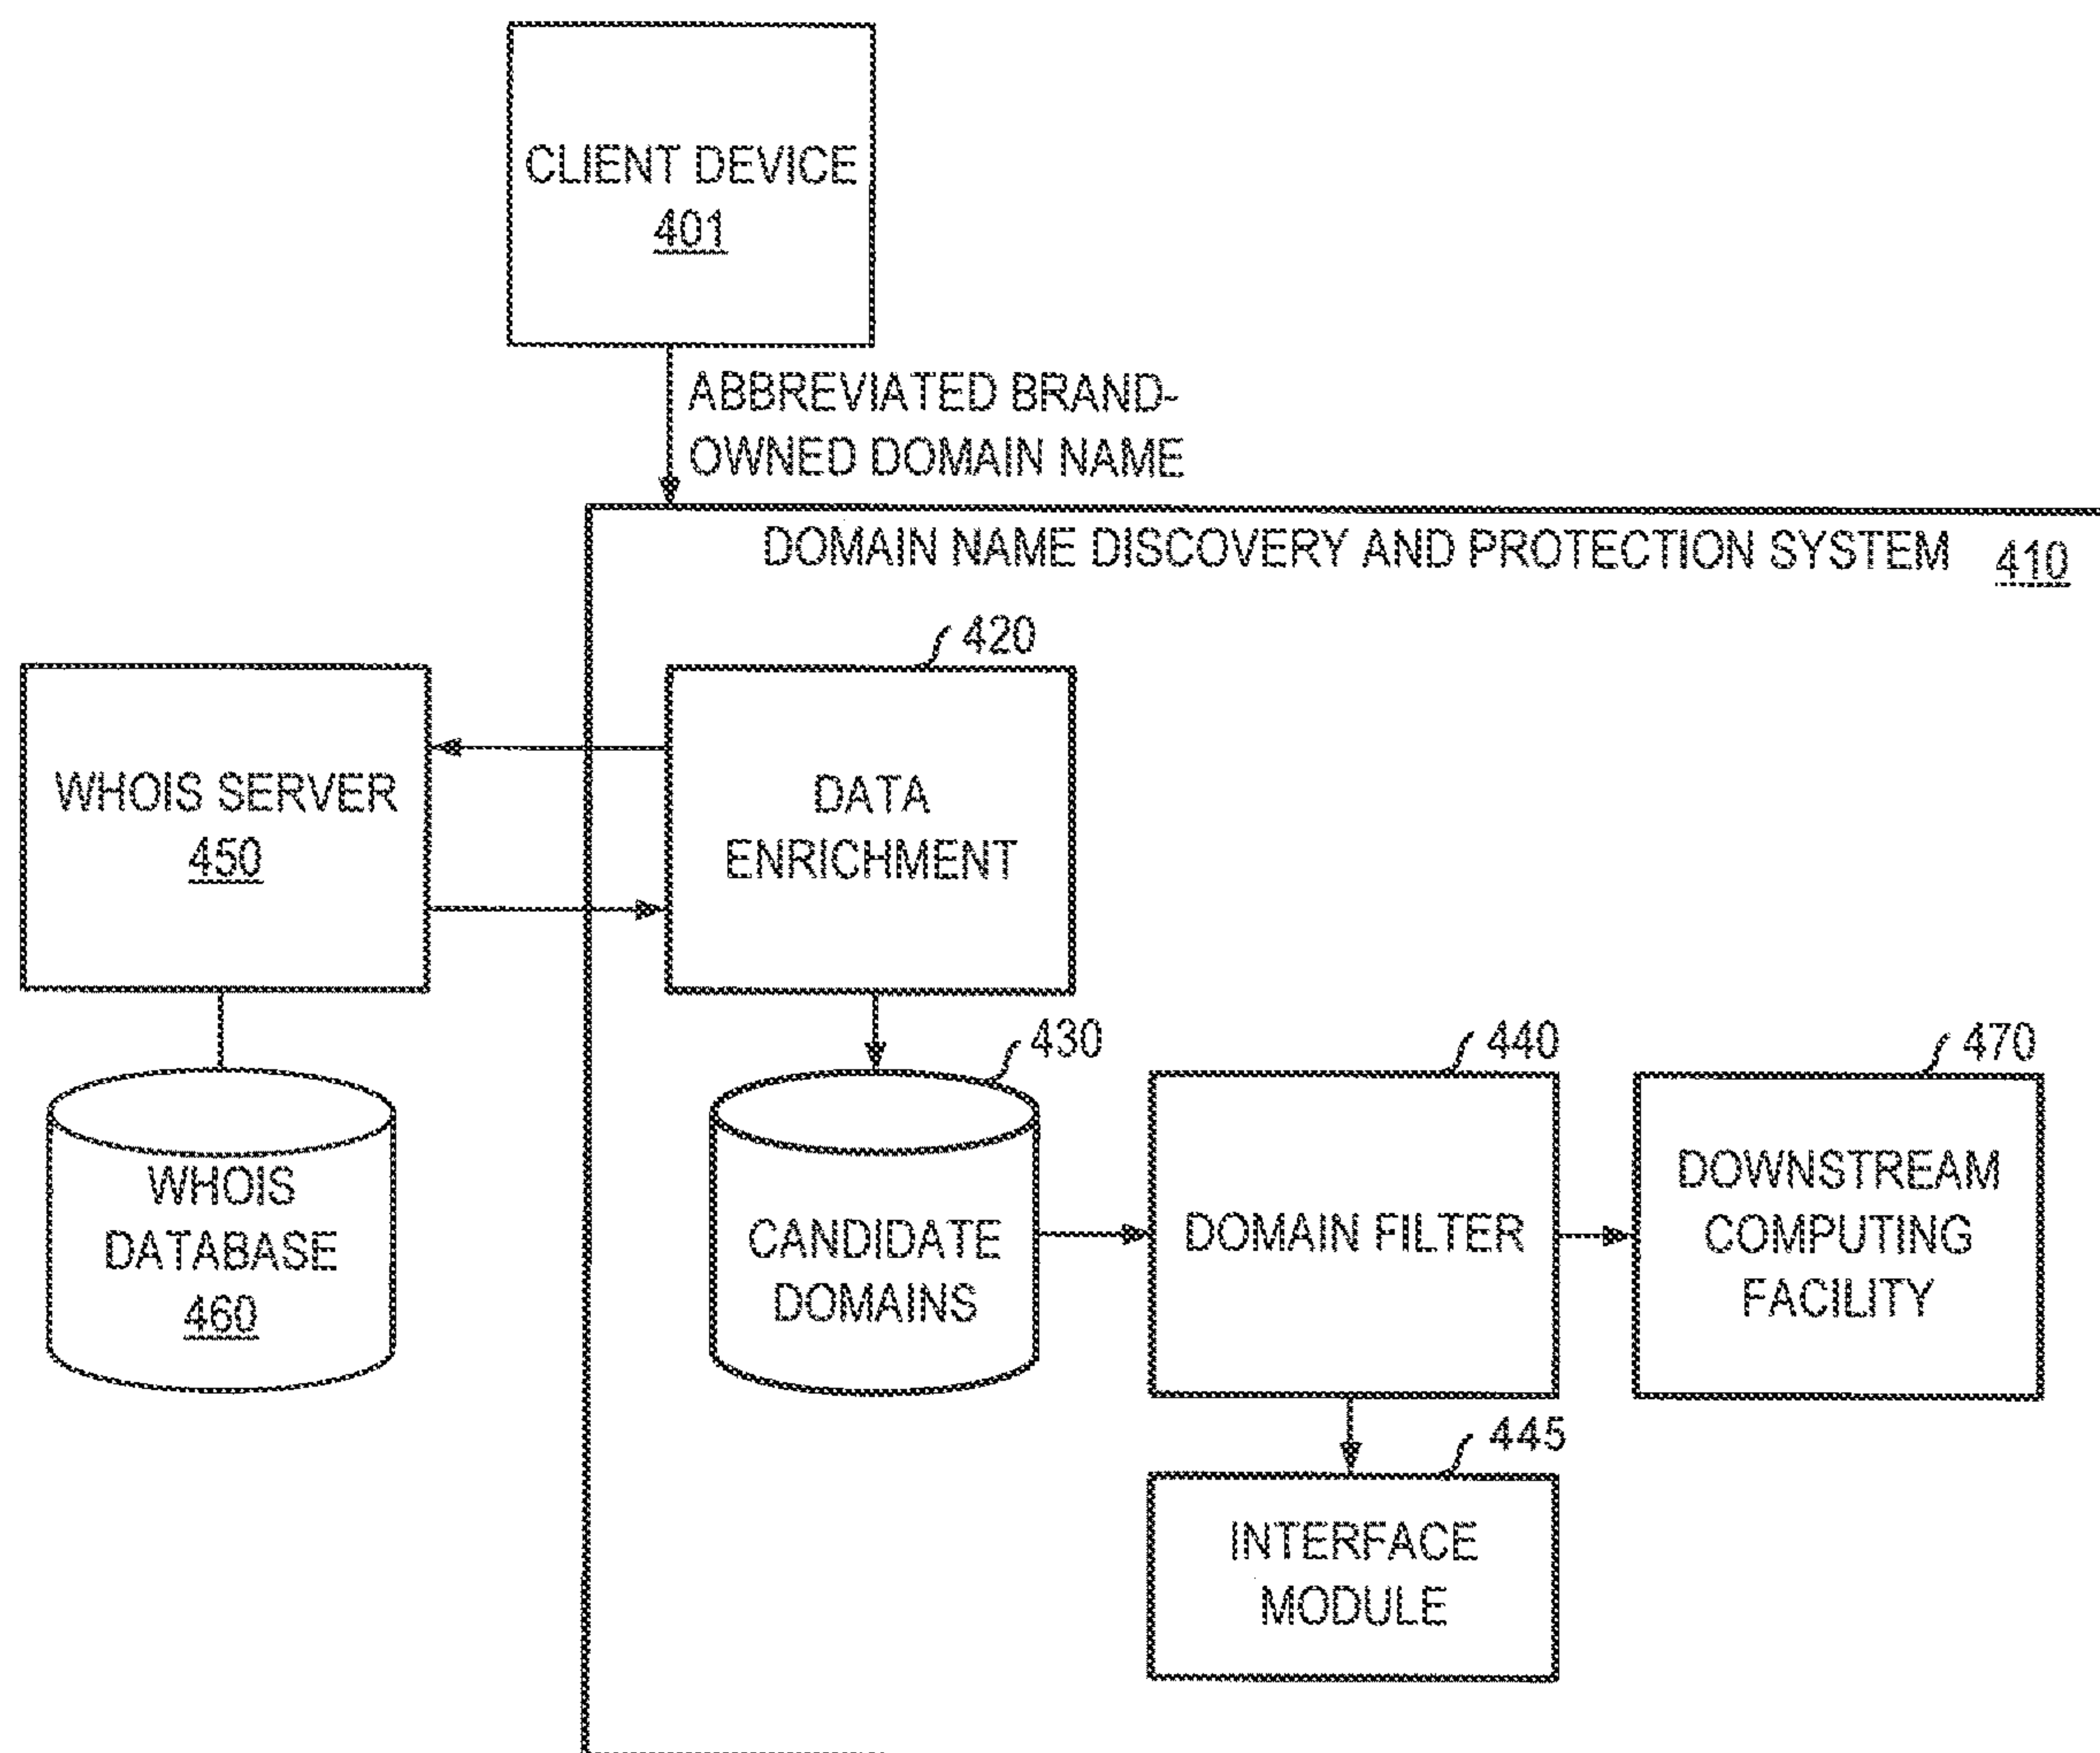 CLIENT DEVICE
401
ABBREVIATED BRAND-
OWNED DOMAIN NAME
DOMAIN NAME DISCOVERY AND PROTECTION SYSTEM 410
420
WHOIS SERVER
450
DATA
ENRICHMENT
430
440
470
WHOIS
DATABASE
460
CANDIDATE
DOMAINS
DOMAIN FILTER
DOWNSTREAM
COMPUTING
FACILITY
445
INTERFACE
MODULE